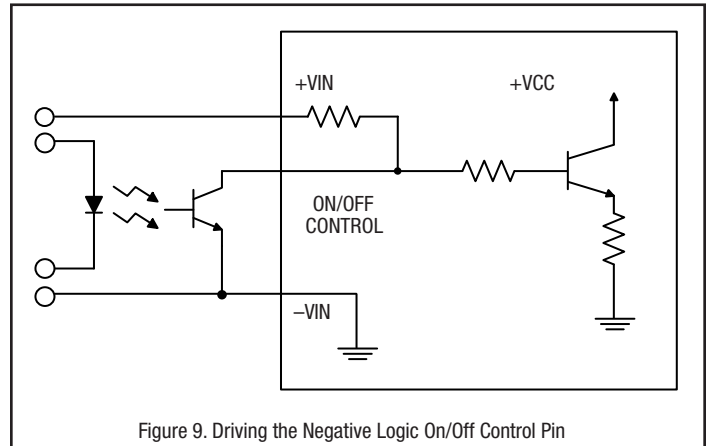 +VIN
+VCC
ON/OFF
CONTROL
–VIN
Figure 9. Driving the Negative Logic On/Off Control Pin